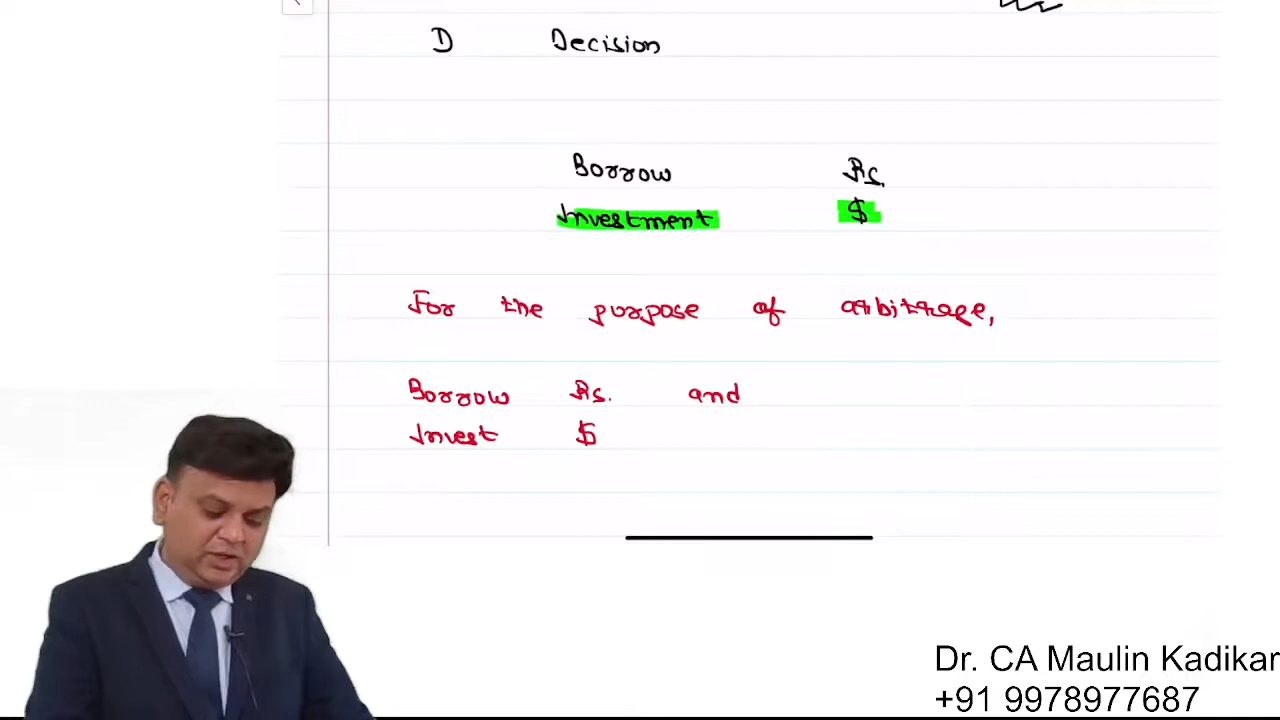 D Decision
Borrow Rs.
Investment $
For the purpose of arbitrage,
Borrow Rs. and
Invest $
Dr. CA Maulin Kadikar
+91 9978977687